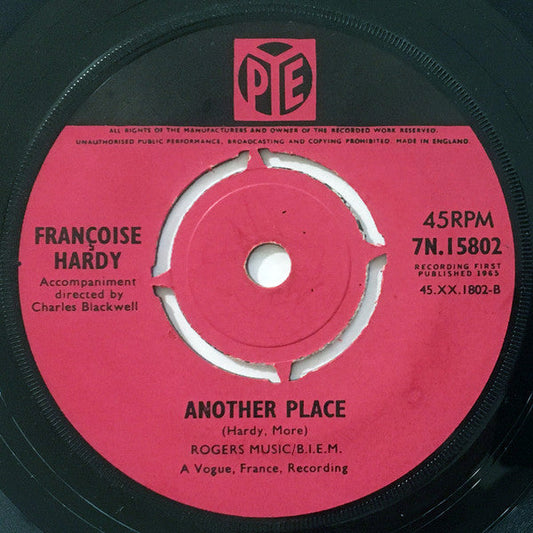 PYE
ALL RIGHTS OF THE MANUFACTURERS AND OWNER OF THE RECORDED WORK RESERVED.
UNAUTHORISED PUBLIC PERFORMANCE, BROADCASTING AND COPYING PROHIBITED. MADE IN ENGLAND.
FRANÇOISE
HARDY
Accompaniment
directed by
Charles Blackwell
45RPM
7N.15802
RECORDING FIRST
PUBLISHED 1965
45.XX.1802-B
ANOTHER PLACE
(Hardy, More)
ROGERS MUSIC/B.I.E.M.
A Vogue, France, Recording